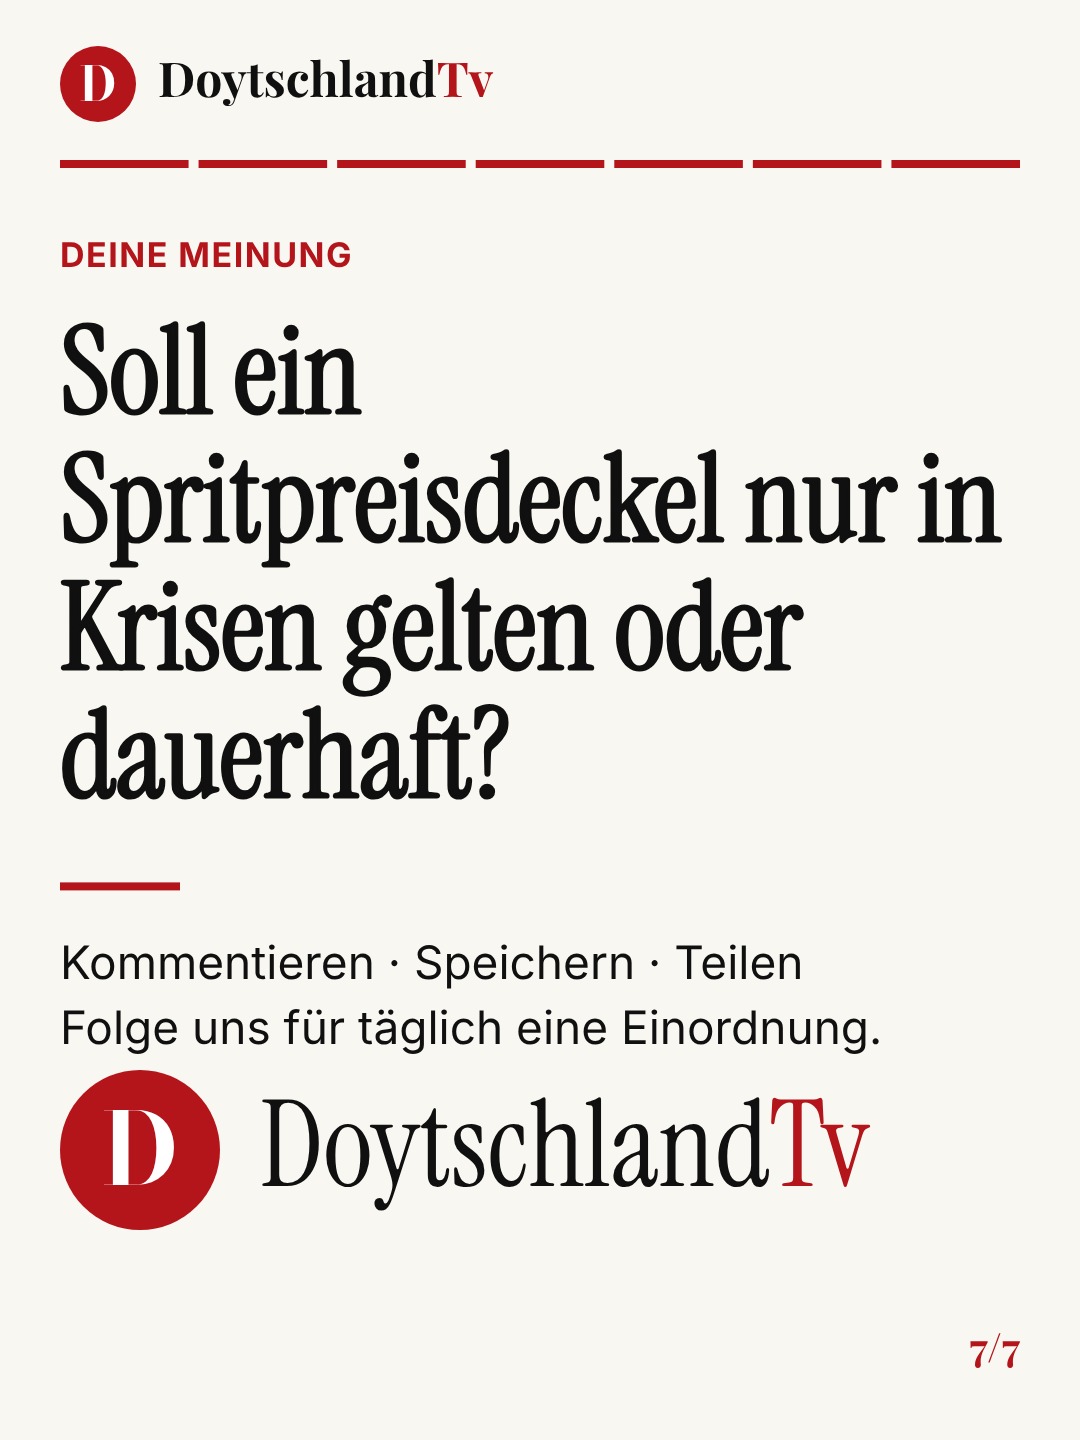 D DoytschlandTv
DEINE MEINUNG
Soll ein
Spritpreisdeckel nur in
Krisen gelten oder
dauerhaft?
Kommentieren · Speichern · Teilen
Folge uns für täglich eine Einordnung.
D DoytschlandTv
7/7